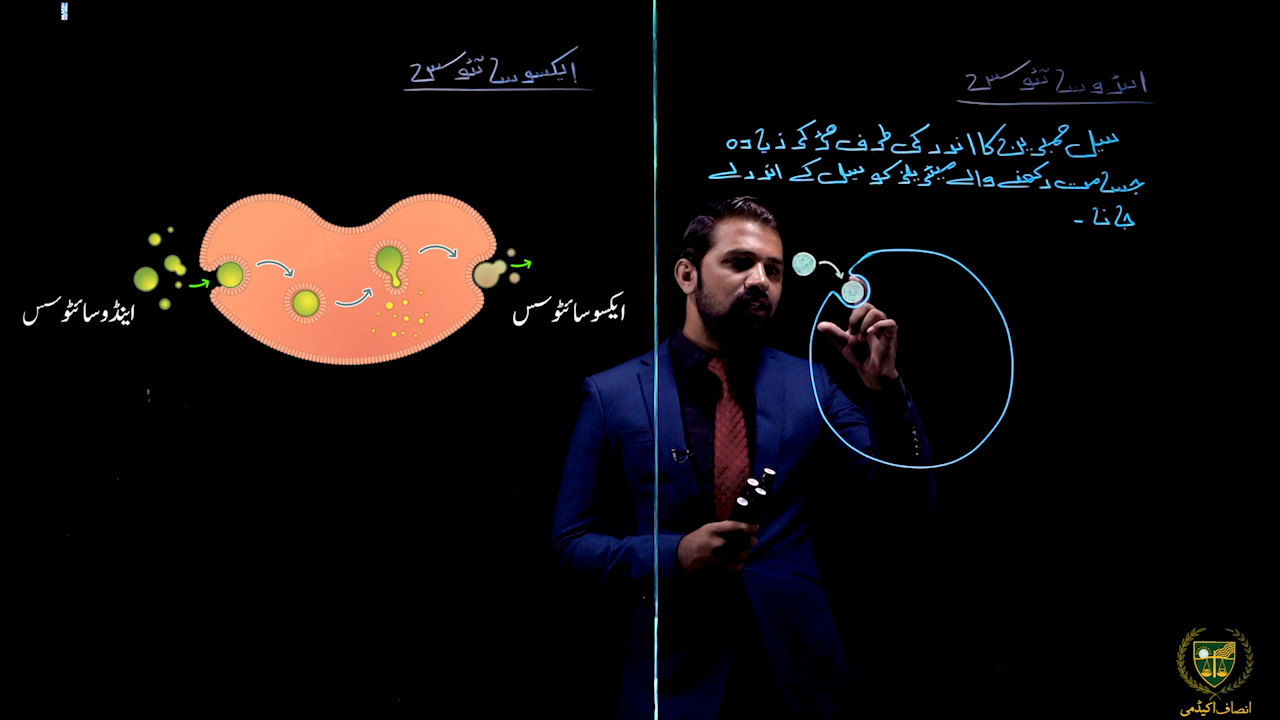 اینڈوسائٹوسس
سیل ممبرین کا اندر کی طرف مڑ کر زیادہ
جسامت رکھنے والے میٹریلز کو سیل کے اندر لے
جانا۔
ایکسوسائٹوسس
اینڈوسائٹوسس
ایکسوسائٹوسس
انصاف اکیڈمی